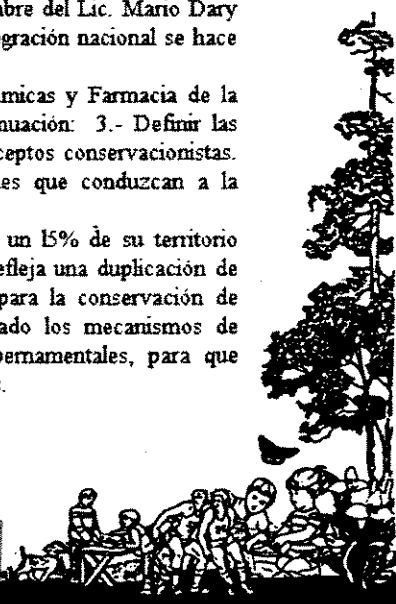 bre del Lic. Mario Dary
gración nacional se hace
micas y Farmacia de la
nuación: 3.- Definir las
ceptos conservacionistas.
es que conduzcan a la
un 15% de su territorio
efleja una duplicación de
para la conservación de
ado los mecanismos de
bernamentales, para que